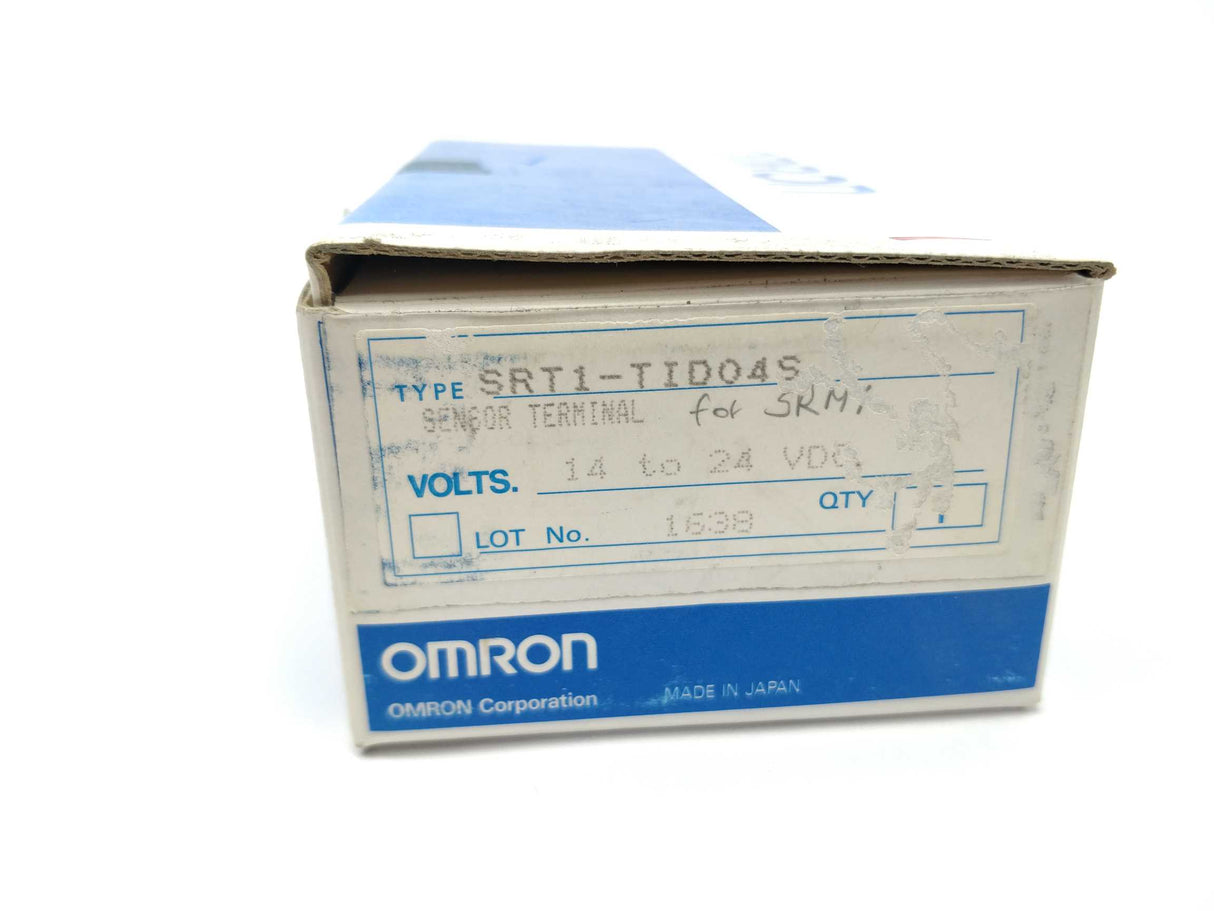 TYPE SRT1-TID04S
SENSOR TERMINAL for SRM1
VOLTS. 14 to 24 VDC
QTY 1
LOT No. 1638
OMRON
OMRON Corporation
MADE IN JAPAN